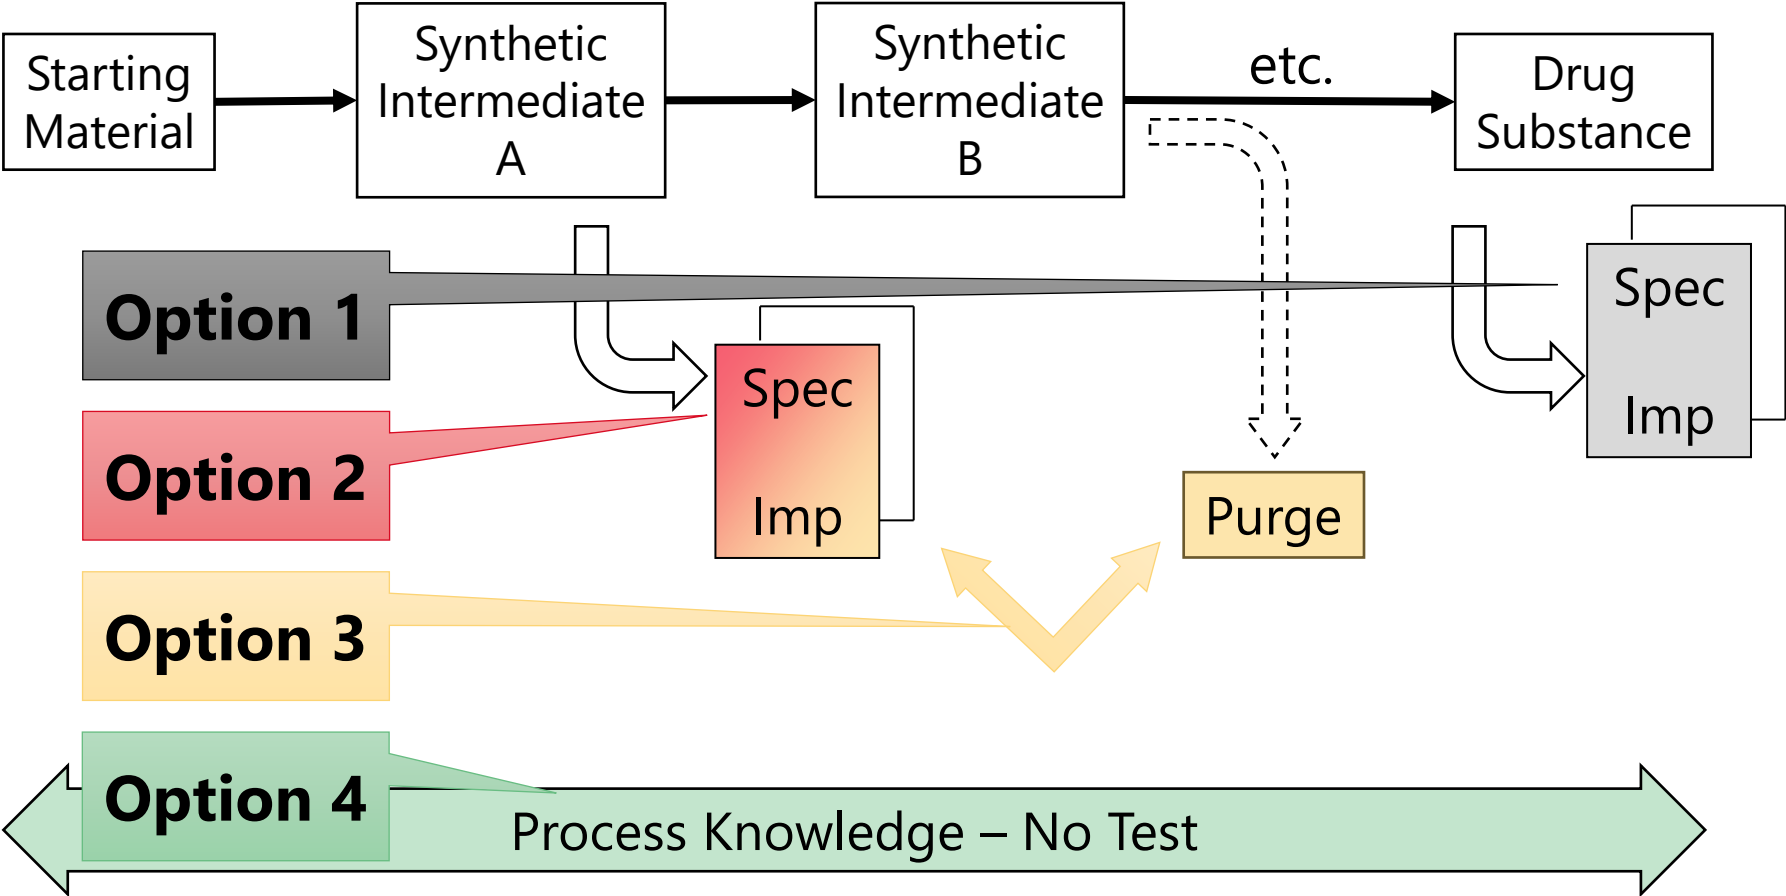 Starting
Material
Synthetic
Intermediate
A
Synthetic
Intermediate
B
etc.
Drug
Substance
Option 1
Spec
Imp
Option 2
Spec
Imp
Purge
Option 3
Option 4
Process Knowledge – No Test